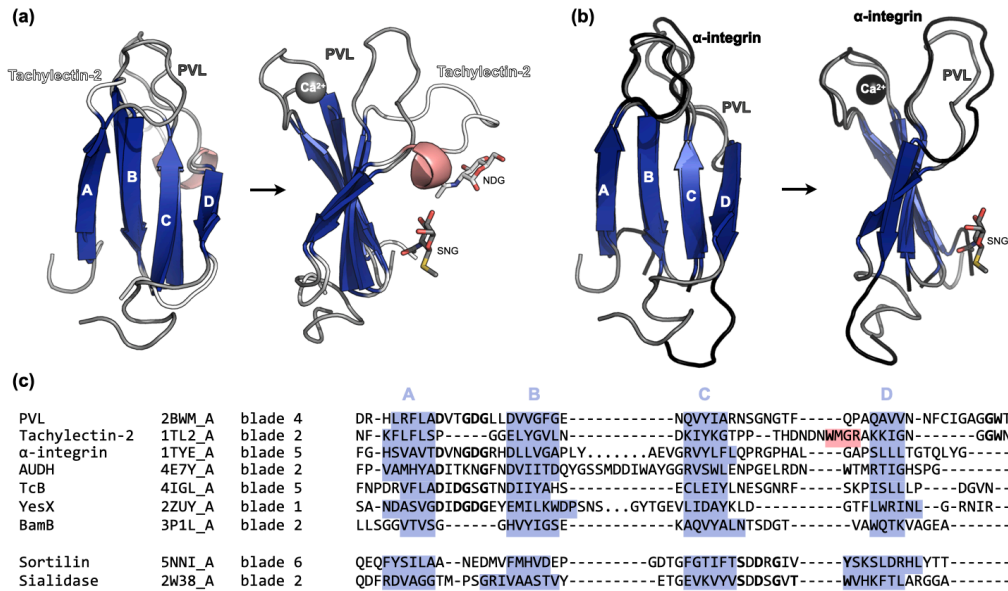 (a)
Tachylectin-2
PVL
A
B
C
D
Ca2+
PVL
Tachylectin-2
NDG
SNG
(b)
α-integrin
PVL
A
B
C
D
α-integrin
Ca2+
PVL
SNG
(c)
A B C D
PVL 2BWM_A blade 4 DR-HLRFLADVTGDGLLDVVGFGE-------------NQVYIARNSGNGTF-----QPAQAVVN-NFCIGAGGWT
Tachylectin-2 1TL2_A blade 2 NF-KFLFLSP-----GGELYGVLN-------------DKIYKGTPP--THDNDNWMGRAKKIGN------GGW-
α-integrin 1TYE_A blade 5 FG-HSVAVTDVNGDGRHDLLVGAPLY.......AEVGRVYLFLQPRGPHAL----GAPSLLLTGTQLYG-
AUDH 4E7Y_A blade 2 FP-VAMHYADITKNGFNDVIITDQYGSSMDDIWAYGGRVSWLENPGELRDN----WTMRTIGHSPG-
TcB 4IGL_A blade 5 FNPDRVFLADIDGSGTNDIIYAHS-------------CLEIYLNESGNRF-----SKPISLLLP---DGVN-
YesX 2ZUY_A blade 1 SA-NDASVGDIDGDGEYEMILKWDPSNS...GYTGEVLIDAYKLD------GTFLWRINL-GRNIR-
BamB 3P1L_A blade 2 LLSGGVTVSG-----GHVYIGSE--------------KAQVYALNTSDGT------VAWQTKVAGEA-
Sortilin 5NNI_A blade 6 QEQFYSILAA--NEDMVFMHVDEP----------GDTGFGTIFTSDDRGIV----YSKSLDRHLYTT-
Sialidase 2W38_A blade 2 QDFRDVAGGTM-PSGRIVAASTVY----------ETGEVKVYVSDDSGVT-----WVHKFTLARGGA-